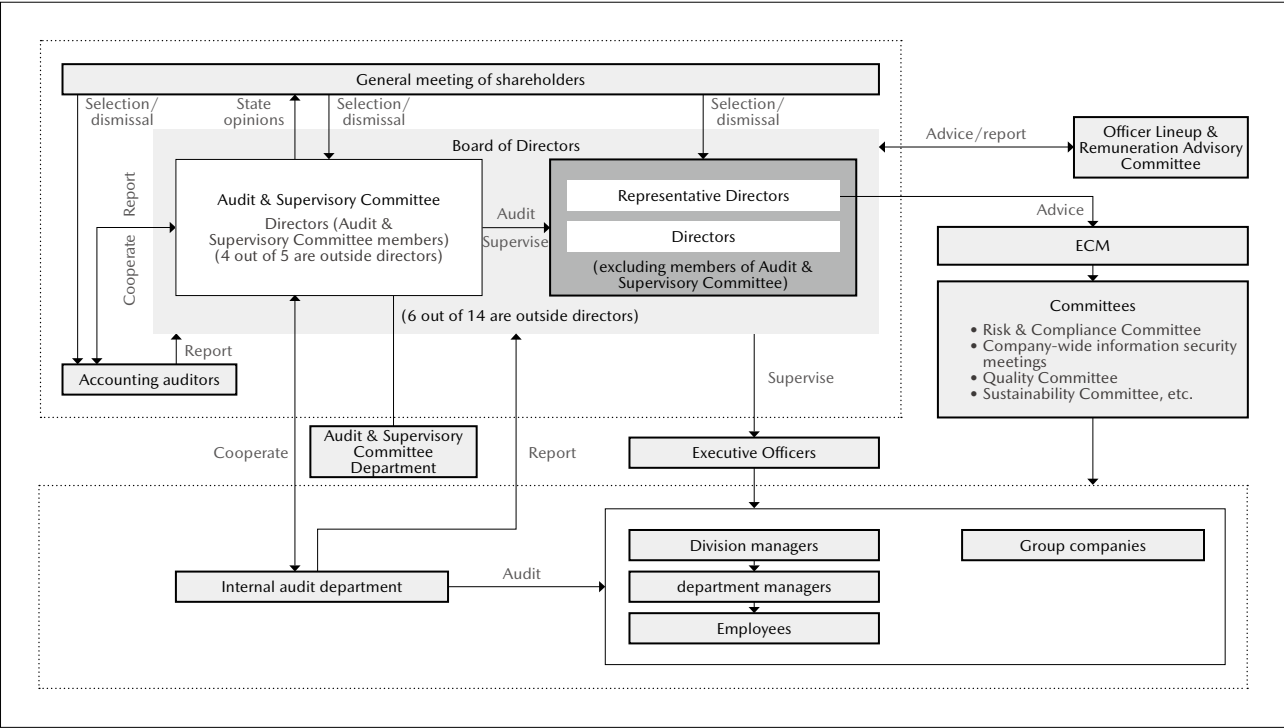 General meeting of shareholders
Selection/
dismissal
State
opinions
Selection/
dismissal
Selection/
dismissal
Board of Directors
Advice/report
Officer Lineup &
Remuneration Advisory
Committee
Audit & Supervisory Committee
Directors (Audit &
Supervisory Committee members)
(4 out of 5 are outside directors)
Report
Cooperate
Audit
Supervise
Representative Directors
Directors
(excluding members of Audit &
Supervisory Committee)
Advice
ECM
(6 out of 14 are outside directors)
Committees
• Risk & Compliance Committee
• Company-wide information security
meetings
• Quality Committee
• Sustainability Committee, etc.
Report
Accounting auditors
Supervise
Cooperate
Audit & Supervisory
Committee
Department
Report
Executive Officers
Division managers
Group companies
Internal audit department
Audit
department managers
Employees